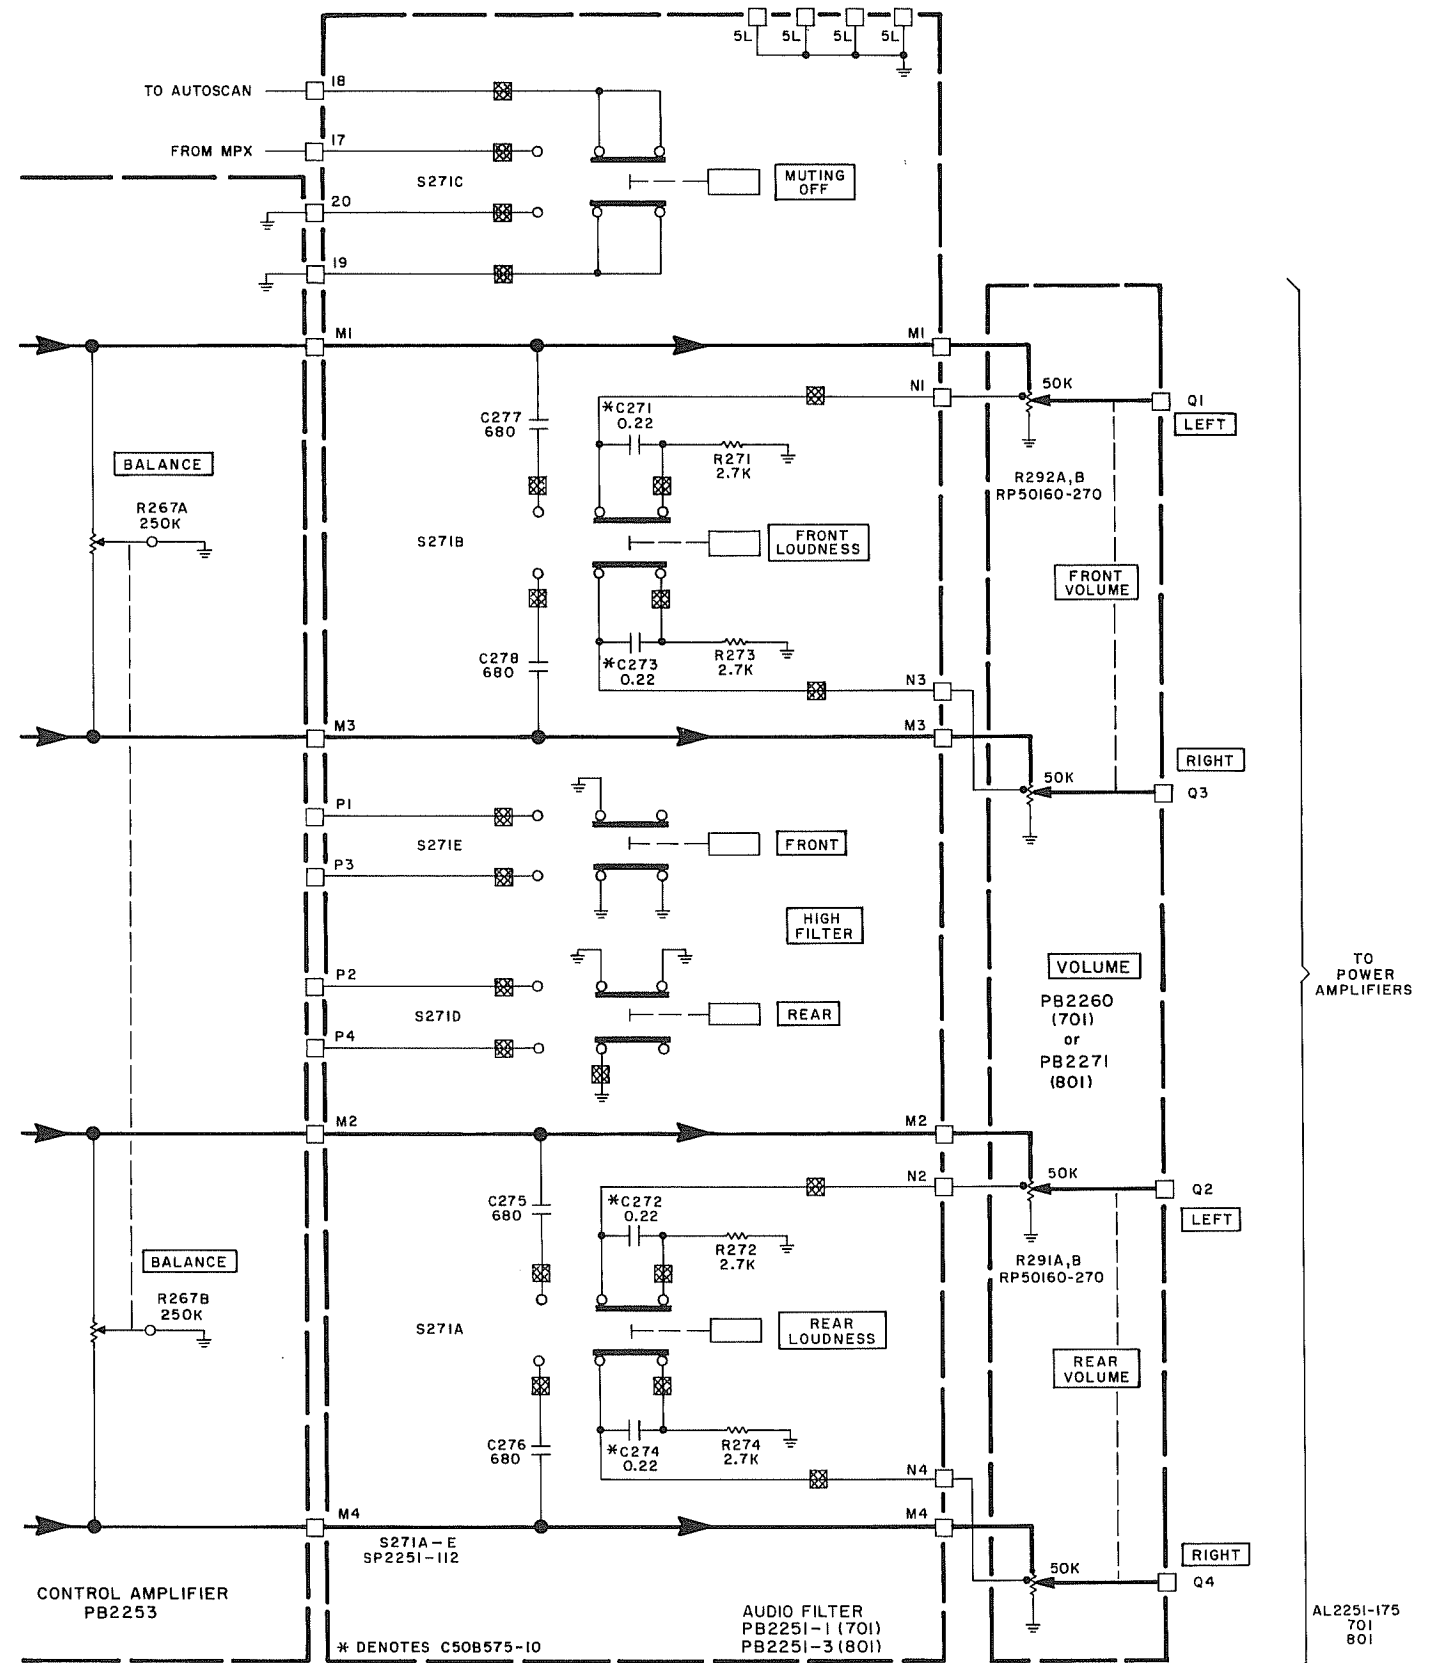 5L 5L 5L 5L
18
TO AUTOSCAN
17
FROM MPX
S271C
MUTING
OFF
20
19
M1
M1
N1
50K
Q1
LEFT
*C271
0.22
C277
680
R271
2.7K
BALANCE
R267A
250K
R292A,B
RP50160-270
S271B
FRONT
LOUDNESS
FRONT
VOLUME
C278
680
*C273
0.22
R273
2.7K
N3
M3
M3
RIGHT
50K
Q3
P1
S271E
FRONT
P3
HIGH
FILTER
P2
S271D
REAR
P4
VOLUME
PB2260
(701)
or
PB2271
(801)
TO
POWER
AMPLIFIERS
M2
M2
N2
50K
Q2
LEFT
C275
680
*C272
0.22
R272
2.7K
BALANCE
R267B
250K
R291A,B
RP50160-270
S271A
REAR
LOUDNESS
REAR
VOLUME
C276
680
*C274
0.22
R274
2.7K
N4
M4
M4
S271A-E
SP2251-112
RIGHT
50K
Q4
CONTROL AMPLIFIER
PB2253
* DENOTES C50B575-10
AUDIO FILTER
PB2251-1 (701)
PB2251-3 (801)
AL2251-175
701
801